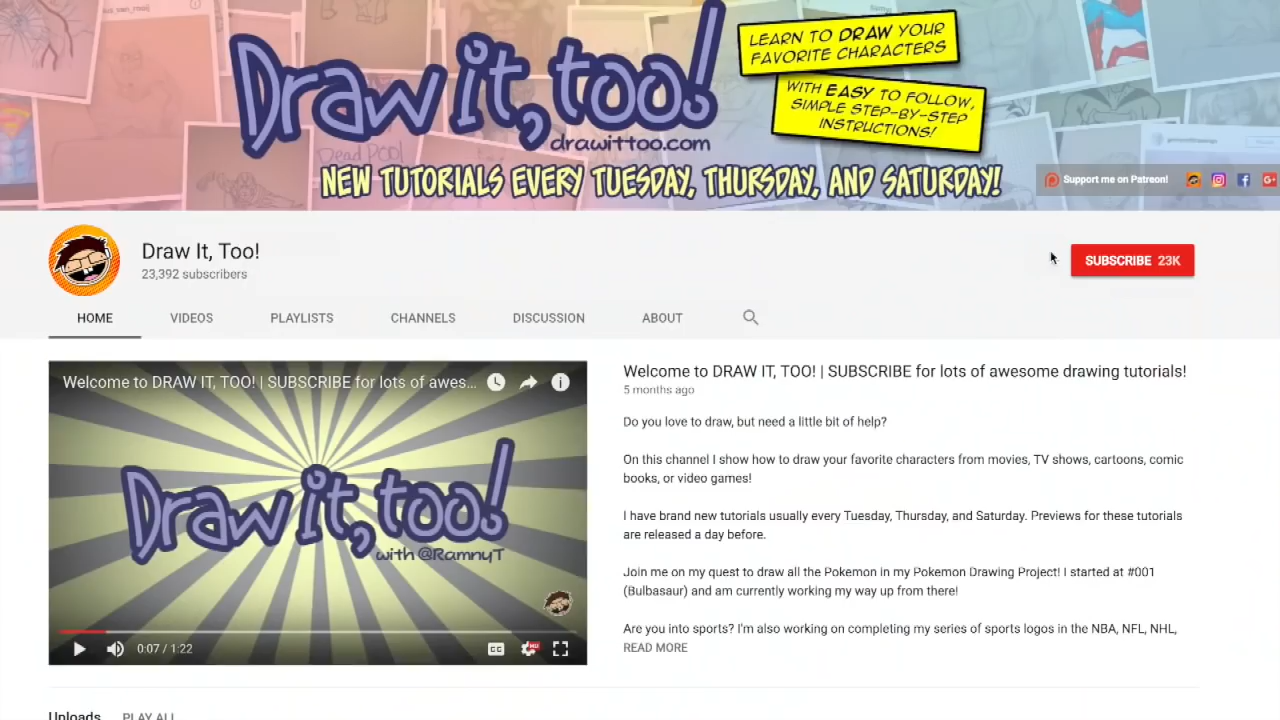 Draw it, too!
drawittoo.com
LEARN TO DRAW YOUR
FAVORITE CHARACTERS
WITH EASY TO FOLLOW,
SIMPLE STEP-BY-STEP
INSTRUCTIONS!
Dead POOl
NEW TUTORIALS EVERY TUESDAY, THURSDAY, AND SATURDAY!
Support me on Patreon!
Draw It, Too!
23,392 subscribers
SUBSCRIBE 23K
HOME VIDEOS PLAYLISTS CHANNELS DISCUSSION ABOUT
Welcome to DRAW IT, TOO! | SUBSCRIBE for lots of awes...
Draw it, too!
with @RamnyT
0:07 / 1:22
CC
HD
Welcome to DRAW IT, TOO! | SUBSCRIBE for lots of awesome drawing tutorials!
5 months ago
Do you love to draw, but need a little bit of help?
On this channel I show how to draw your favorite characters from movies, TV shows, cartoons, comic
books, or video games!
I have brand new tutorials usually every Tuesday, Thursday, and Saturday. Previews for these tutorials
are released a day before.
Join me on my quest to draw all the Pokemon in my Pokemon Drawing Project! I started at #001
(Bulbasaur) and am currently working my way up from there!
Are you into sports? I'm also working on completing my series of sports logos in the NBA, NFL, NHL,
READ MORE
Uploads PLAY ALL